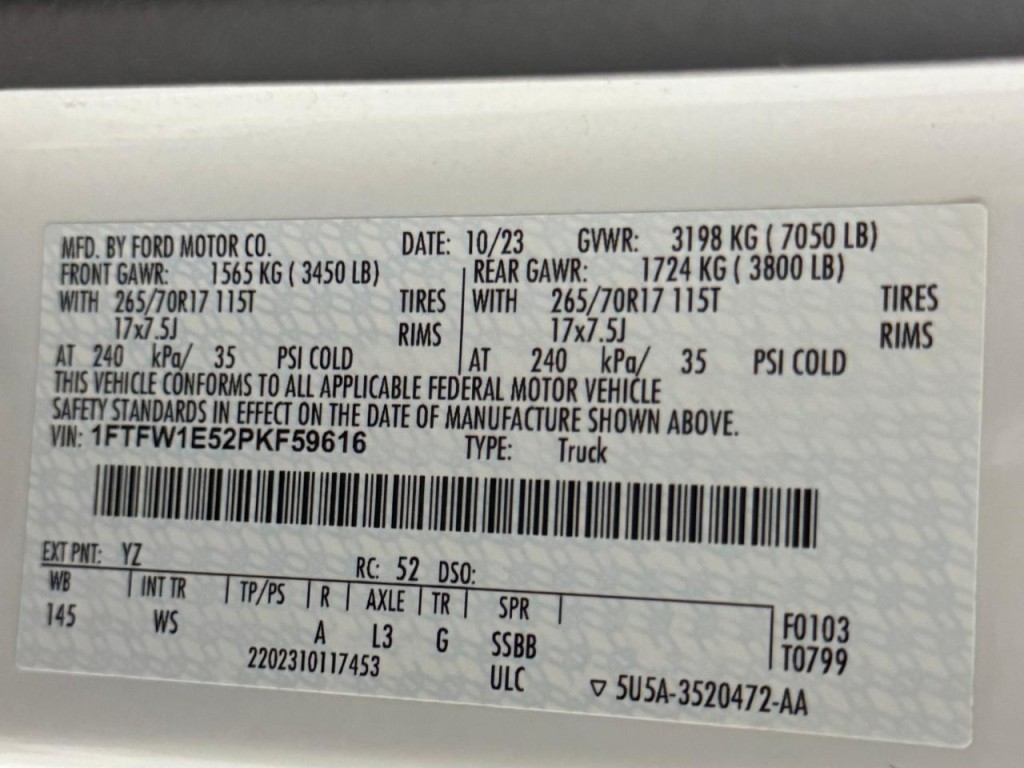 MFD. BY FORD MOTOR CO. DATE: 10/23 GVWR: 3198 KG ( 7050 LB)
FRONT GAWR: 1565 KG ( 3450 LB) REAR GAWR: 1724 KG ( 3800 LB)
WITH 265/70R17 115T TIRES WITH 265/70R17 115T TIRES
17x7.5J RIMS 17x7.5J RIMS
AT 240 kPa/ 35 PSI COLD AT 240 kPa/ 35 PSI COLD
THIS VEHICLE CONFORMS TO ALL APPLICABLE FEDERAL MOTOR VEHICLE
SAFETY STANDARDS IN EFFECT ON THE DATE OF MANUFACTURE SHOWN ABOVE.
VIN: 1FTFW1E52PKF59616 TYPE: Truck
EXT PNT: YZ RC: 52 DSO:
WB INT TR TP/PS R AXLE TR SPR F0103
145 WS A L3 G SSBB T0799
2202310117453 ULC ▽ 5U5A-3520472-AA